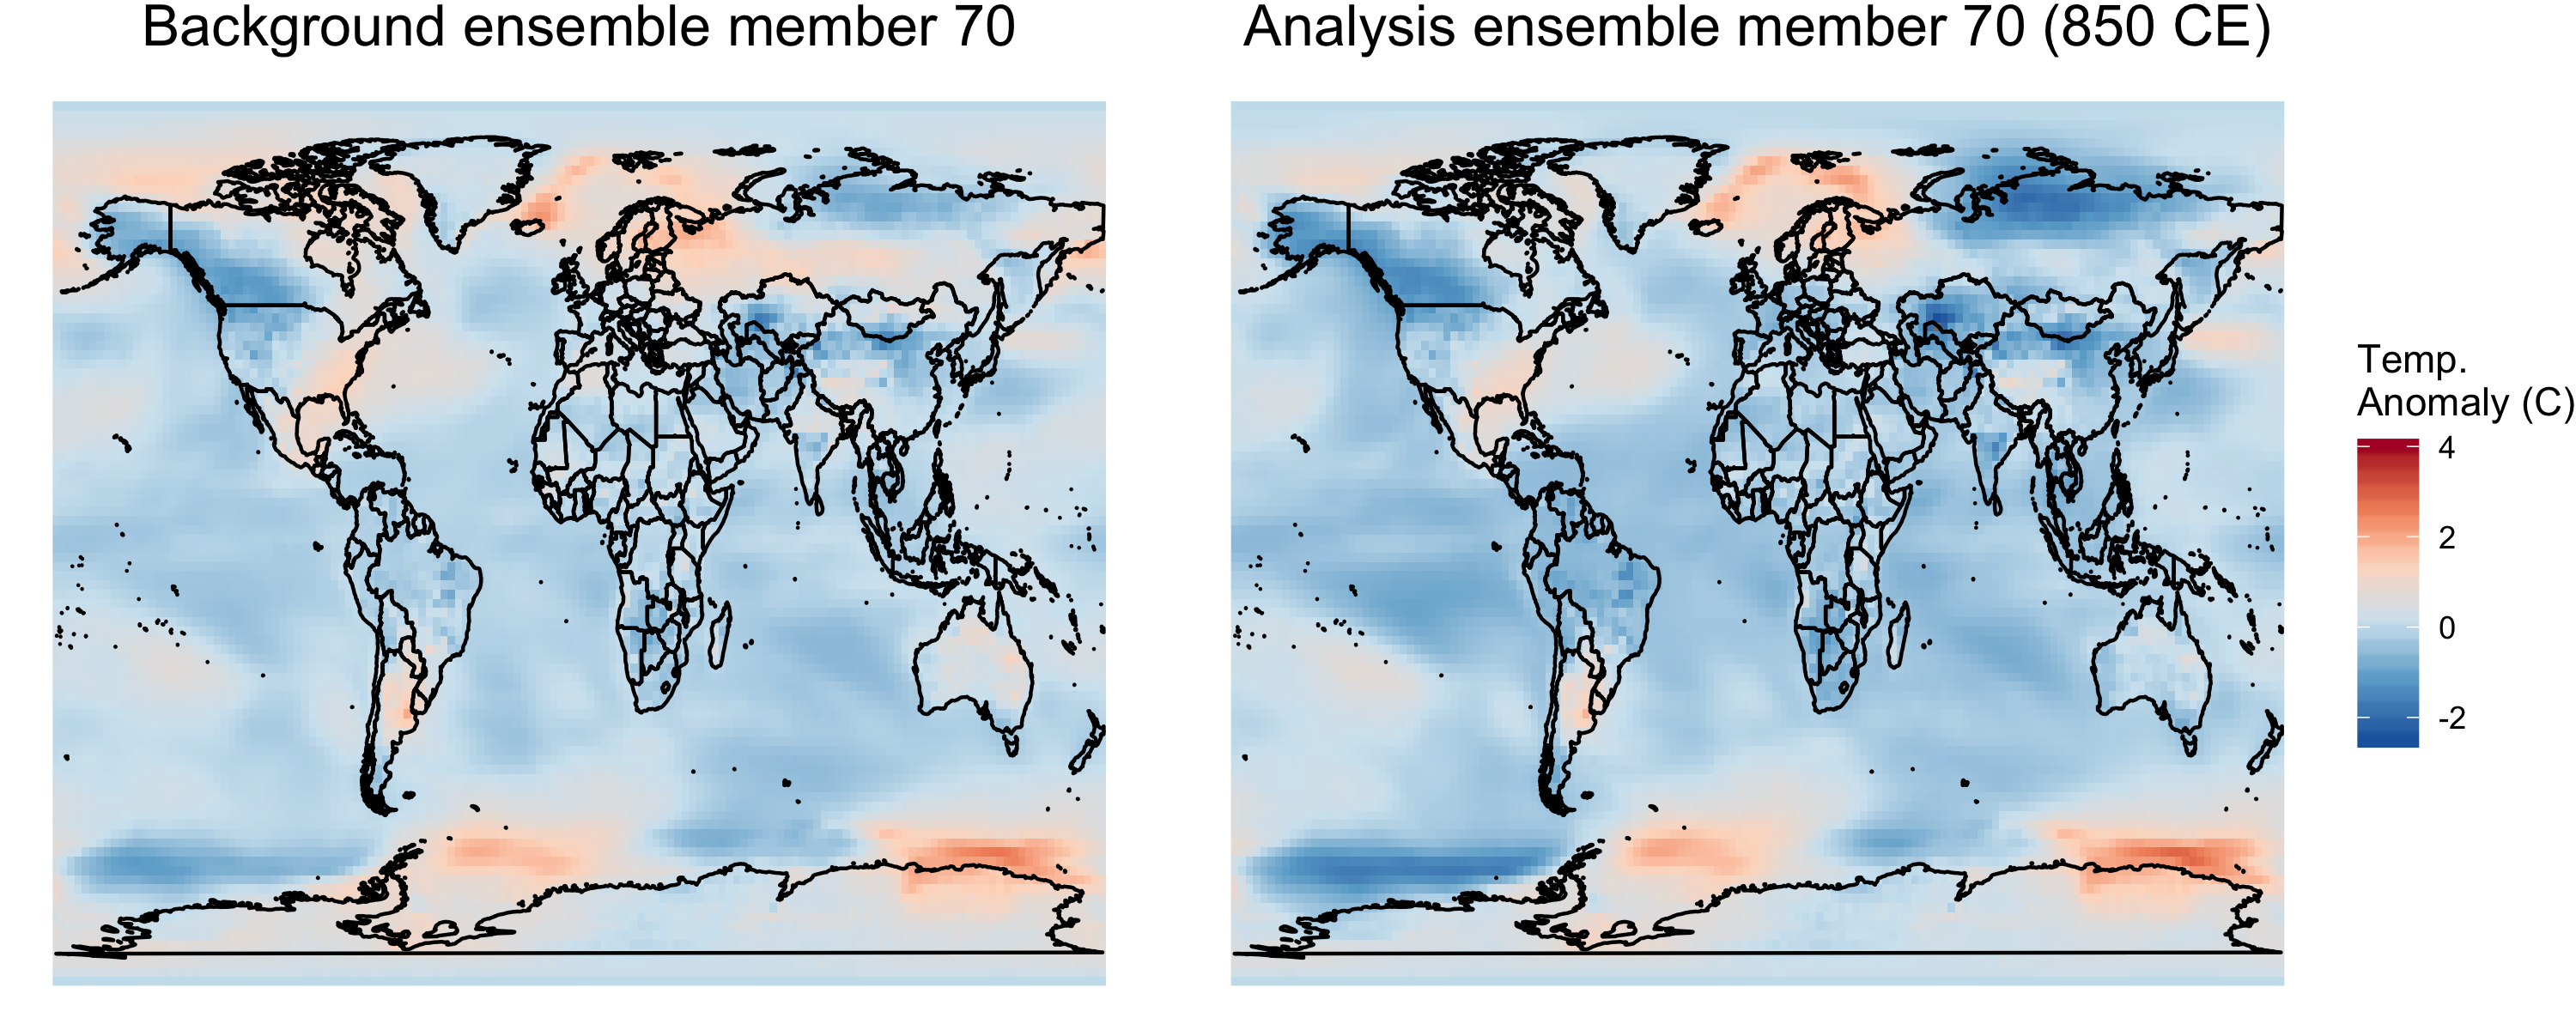 Background ensemble member 70
Analysis ensemble member 70 (850 CE)
Temp.
Anomaly (C)
4
2
0
-2